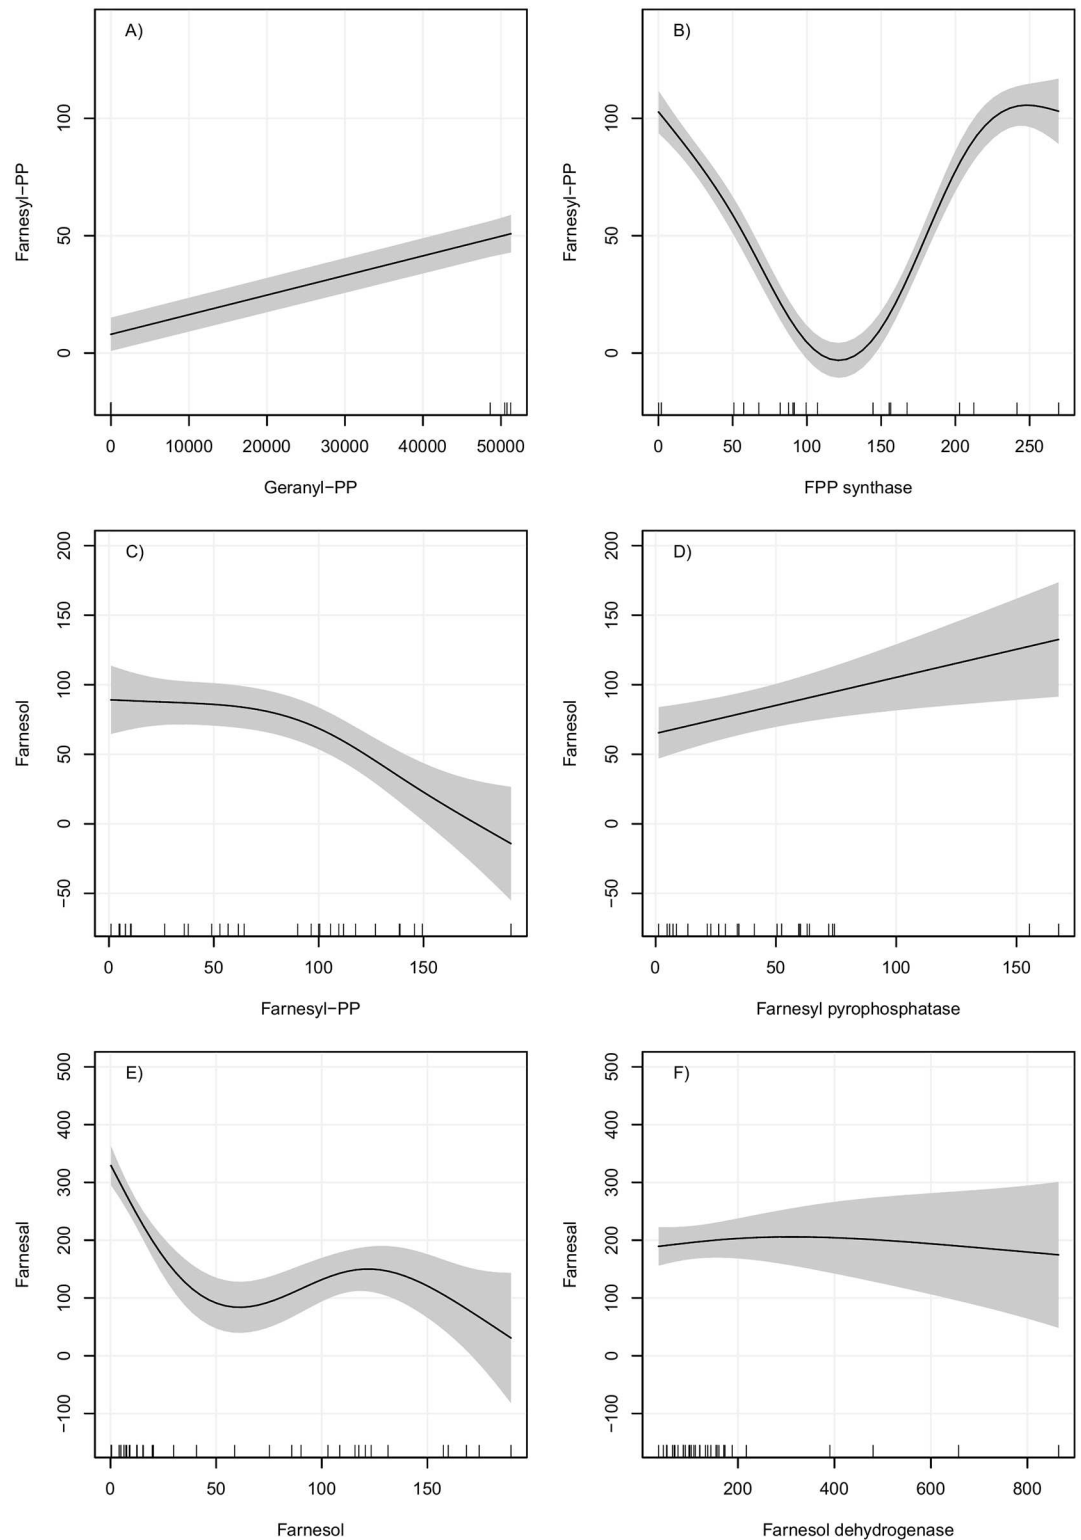 A)
Farnesyl−PP
0 50 100
0 10000 20000 30000 40000 50000
Geranyl−PP
B)
Farnesyl−PP
0 50 100
0 50 100 150 200 250
FPP synthase
C)
Farnesol
−50 0 50 100 150 200
0 50 100 150
Farnesyl−PP
D)
Farnesol
−50 0 50 100 150 200
0 50 100 150
Farnesyl pyrophosphatase
E)
Farnesal
−100 0 100 200 300 400 500
0 50 100 150
Farnesol
F)
Farnesal
−100 0 100 200 300 400 500
200 400 600 800
Farnesol dehydrogenase